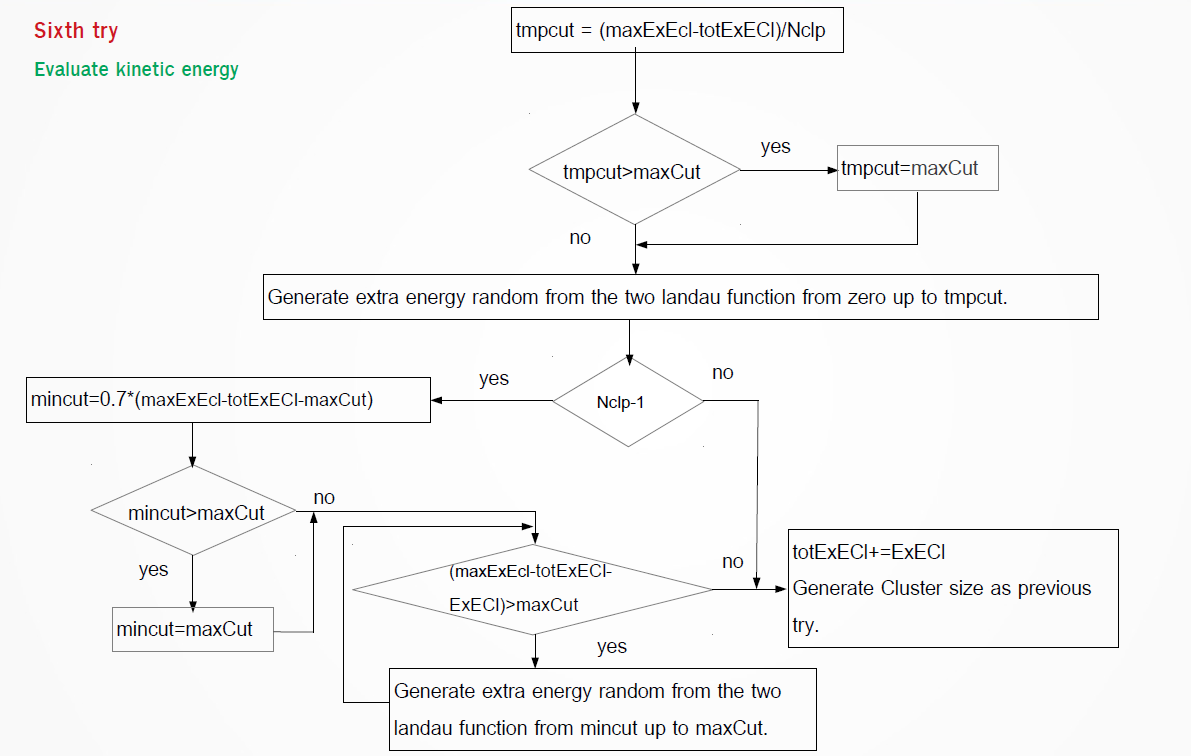 Sixth try
Evaluate kinetic energy
tmpcut = (maxExEcl-totExECl)/Nclp
tmpcut>maxCut
yes
tmpcut=maxCut
no
Generate extra energy random from the two landau function from zero up to tmpcut.
Nclp-1
yes
no
mincut=0.7*(maxExEcl-totExECl-maxCut)
mincut>maxCut
no
yes
mincut=maxCut
(maxExEcl-totExECl-
ExECl)>maxCut
no
yes
totExECl+=ExECl
Generate Cluster size as previous
try.
Generate extra energy random from the two
landau function from mincut up to maxCut.